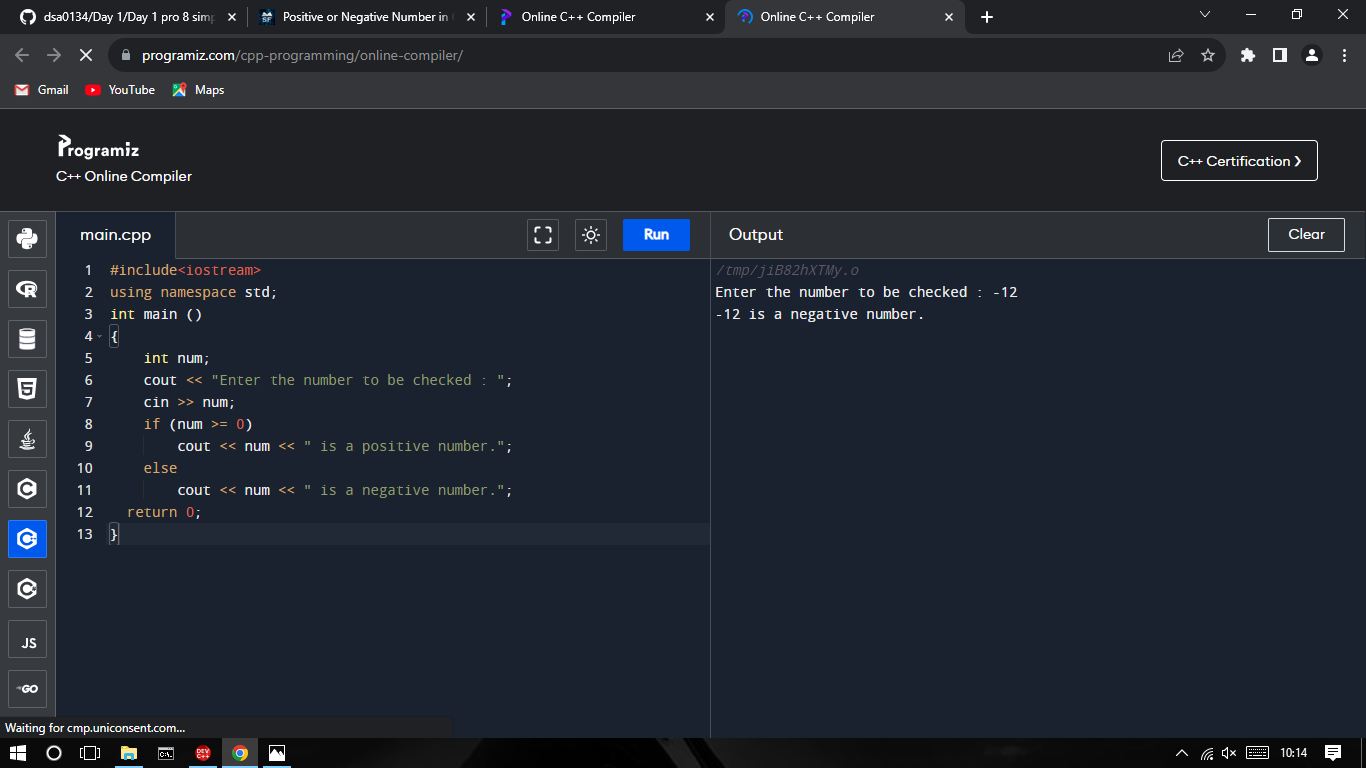 dsa0134/Day 1/Day 1 pro 8 simp
Positive or Negative Number in
Online C++ Compiler
Online C++ Compiler
programiz.com/cpp-programming/online-compiler/
Gmail
YouTube
Maps
Programiz
C++ Online Compiler
C++ Certification ❯
main.cpp
Run
Output
Clear
1 #include<iostream>
2 using namespace std;
3 int main ()
4 {
5 int num;
6 cout << "Enter the number to be checked : ";
7 cin >> num;
8 if (num >= 0)
9 cout << num << " is a positive number.";
10 else
11 cout << num << " is a negative number.";
12 return 0;
13 }
/tmp/jiB82hXTMy.o
Enter the number to be checked : -12
-12 is a negative number.
JS
GO
Waiting for cmp.uniconsent.com...
DEV C++
10:14